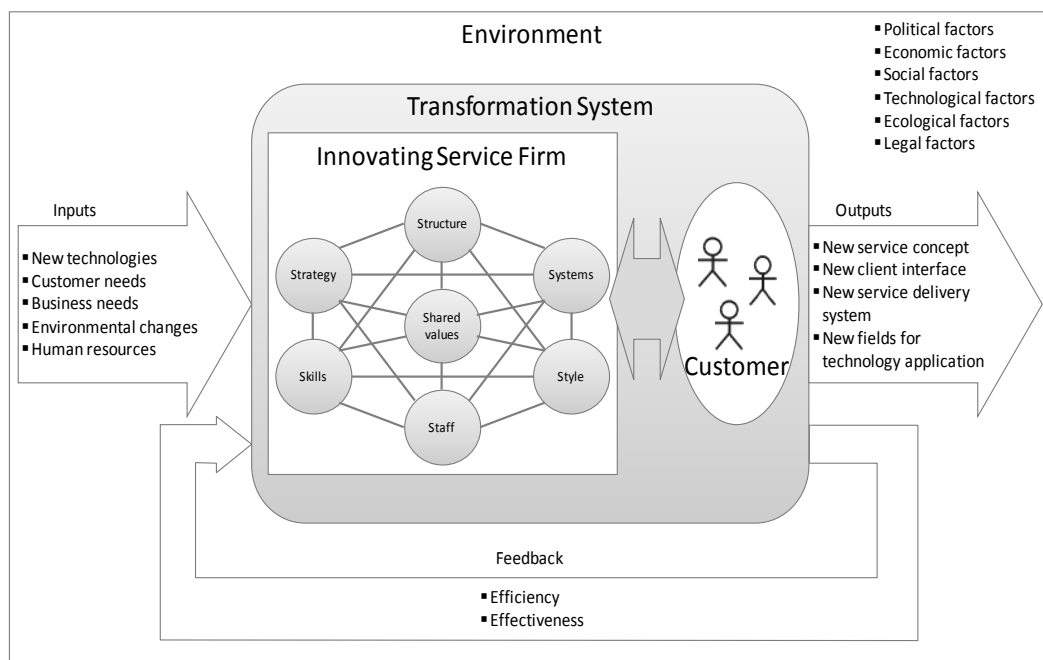 Environment
▪ Political factors
▪ Economic factors
▪ Social factors
▪ Technological factors
▪ Ecological factors
▪ Legal factors
Transformation System
Innovating Service Firm
Inputs
▪ New technologies
▪ Customer needs
▪ Business needs
▪ Environmental changes
▪ Human resources
Structure
Strategy
Systems
Shared
values
Skills
Style
Staff
Customer
Outputs
▪ New service concept
▪ New client interface
▪ New service delivery
system
▪ New fields for
technology application
Feedback
▪ Efficiency
▪ Effectiveness